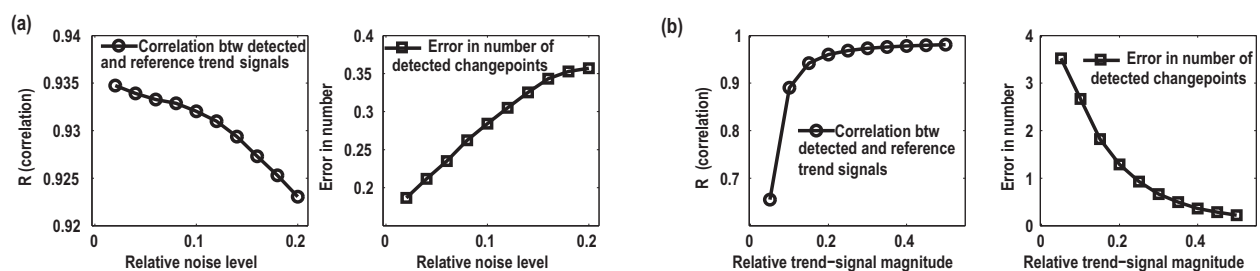 (a)
0.94
0.935
0.93
0.925
0.92
R (correlation)
Correlation btw detected
and reference trend signals
0
0.1
0.2
Relative noise level
0.4
0.35
0.3
0.25
0.2
Error in number
Error in number of
detected changepoints
0
0.1
0.2
Relative noise level
(b)
1
0.9
0.8
0.7
R (correlation)
Correlation btw
detected and reference
trend signals
0
0.2
0.4
Relative trend-signal magnitude
4
3
2
1
0
Error in number
Error in number of
detected changepoints
0
0.2
0.4
Relative trend-signal magnitude